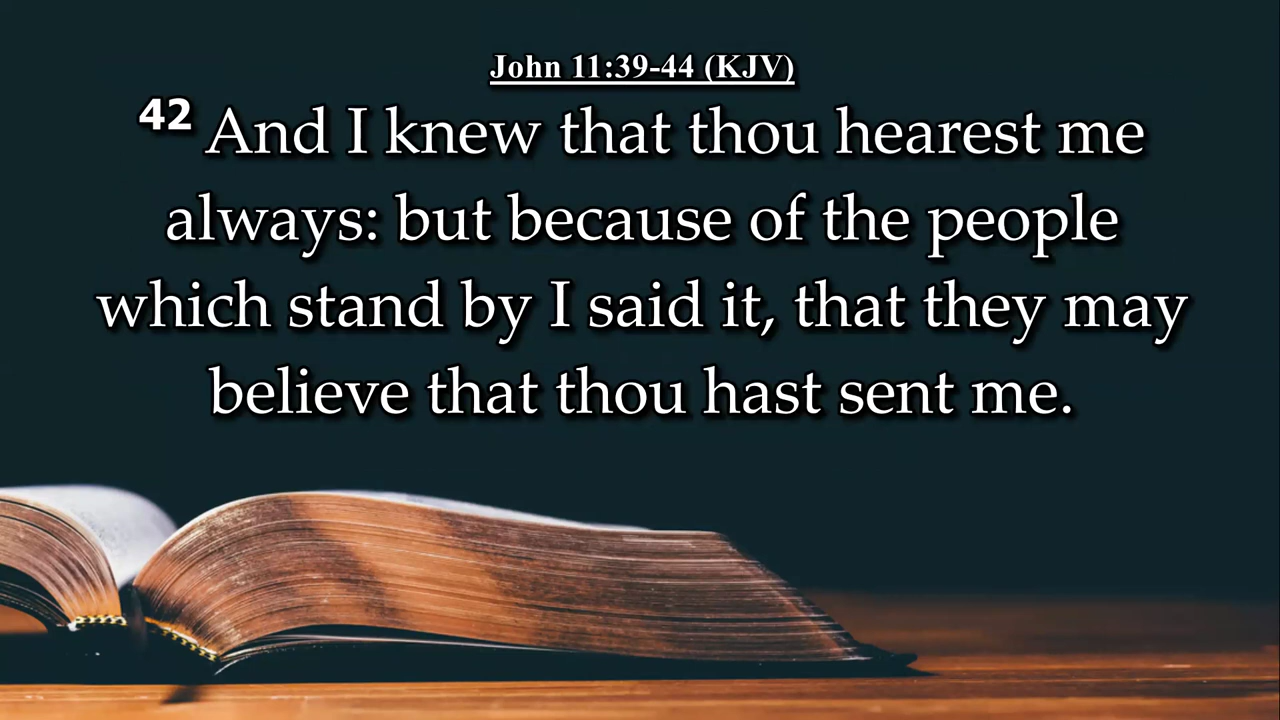 John 11:39-44 (KJV)
42 And I knew that thou hearest me
always: but because of the people
which stand by I said it, that they may
believe that thou hast sent me.